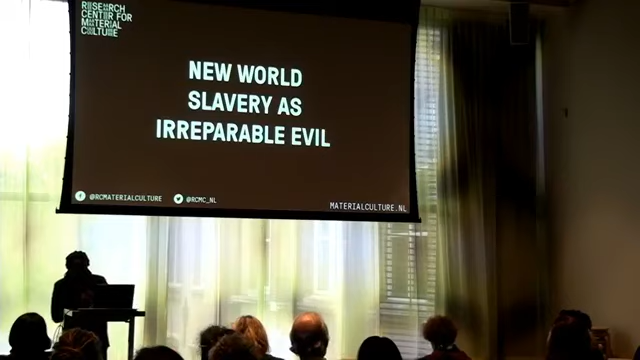 RESEARCH
CENTER FOR
MATERIAL
CULTURE
NEW WORLD
SLAVERY AS
IRREPARABLE EVIL
@RCMATERIALCULTURE
@RCMC_NL
MATERIALCULTURE.NL